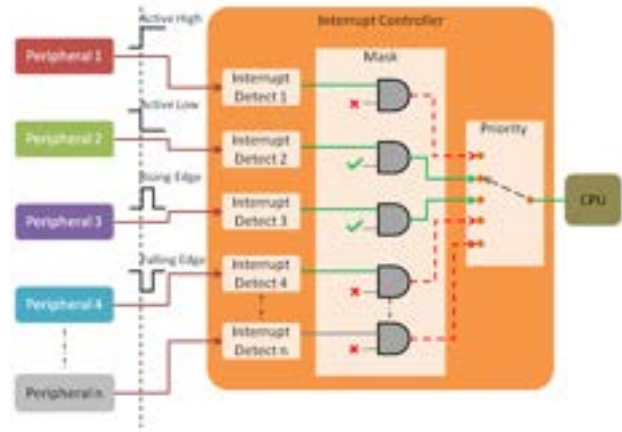 Active High
Interrupt Controller
Peripheral 1
Mask
Interrupt
Detect 1
Active Low
Priority
Peripheral 2
Interrupt
Detect 2
Rising Edge
CPU
Peripheral 3
Interrupt
Detect 3
Falling Edge
Peripheral 4
Interrupt
Detect 4
Interrupt
Detect n
Peripheral n